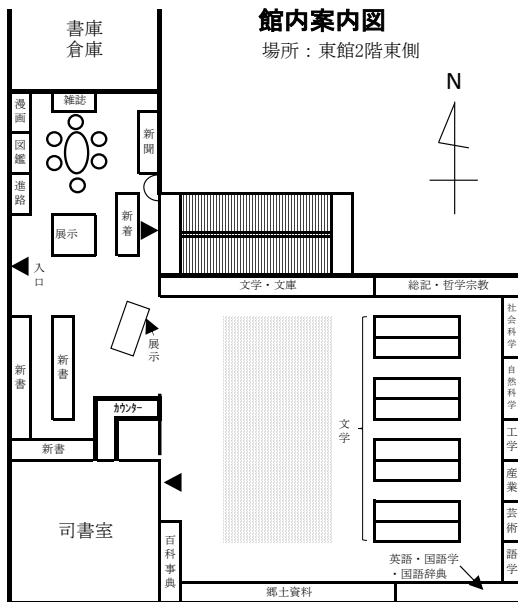 館内案内図
場所：東館2階東側
書庫
倉庫
N
雑誌
漫画
図鑑
進路
新聞
新着
展示
入口
文学・文庫
総記・哲学宗教
社会科学
自然科学
工学
産業
芸術
語学
展示
新書
新書
新書
カウンター
文学
司書室
百科事典
英語・国語学
・国語辞典
郷土資料